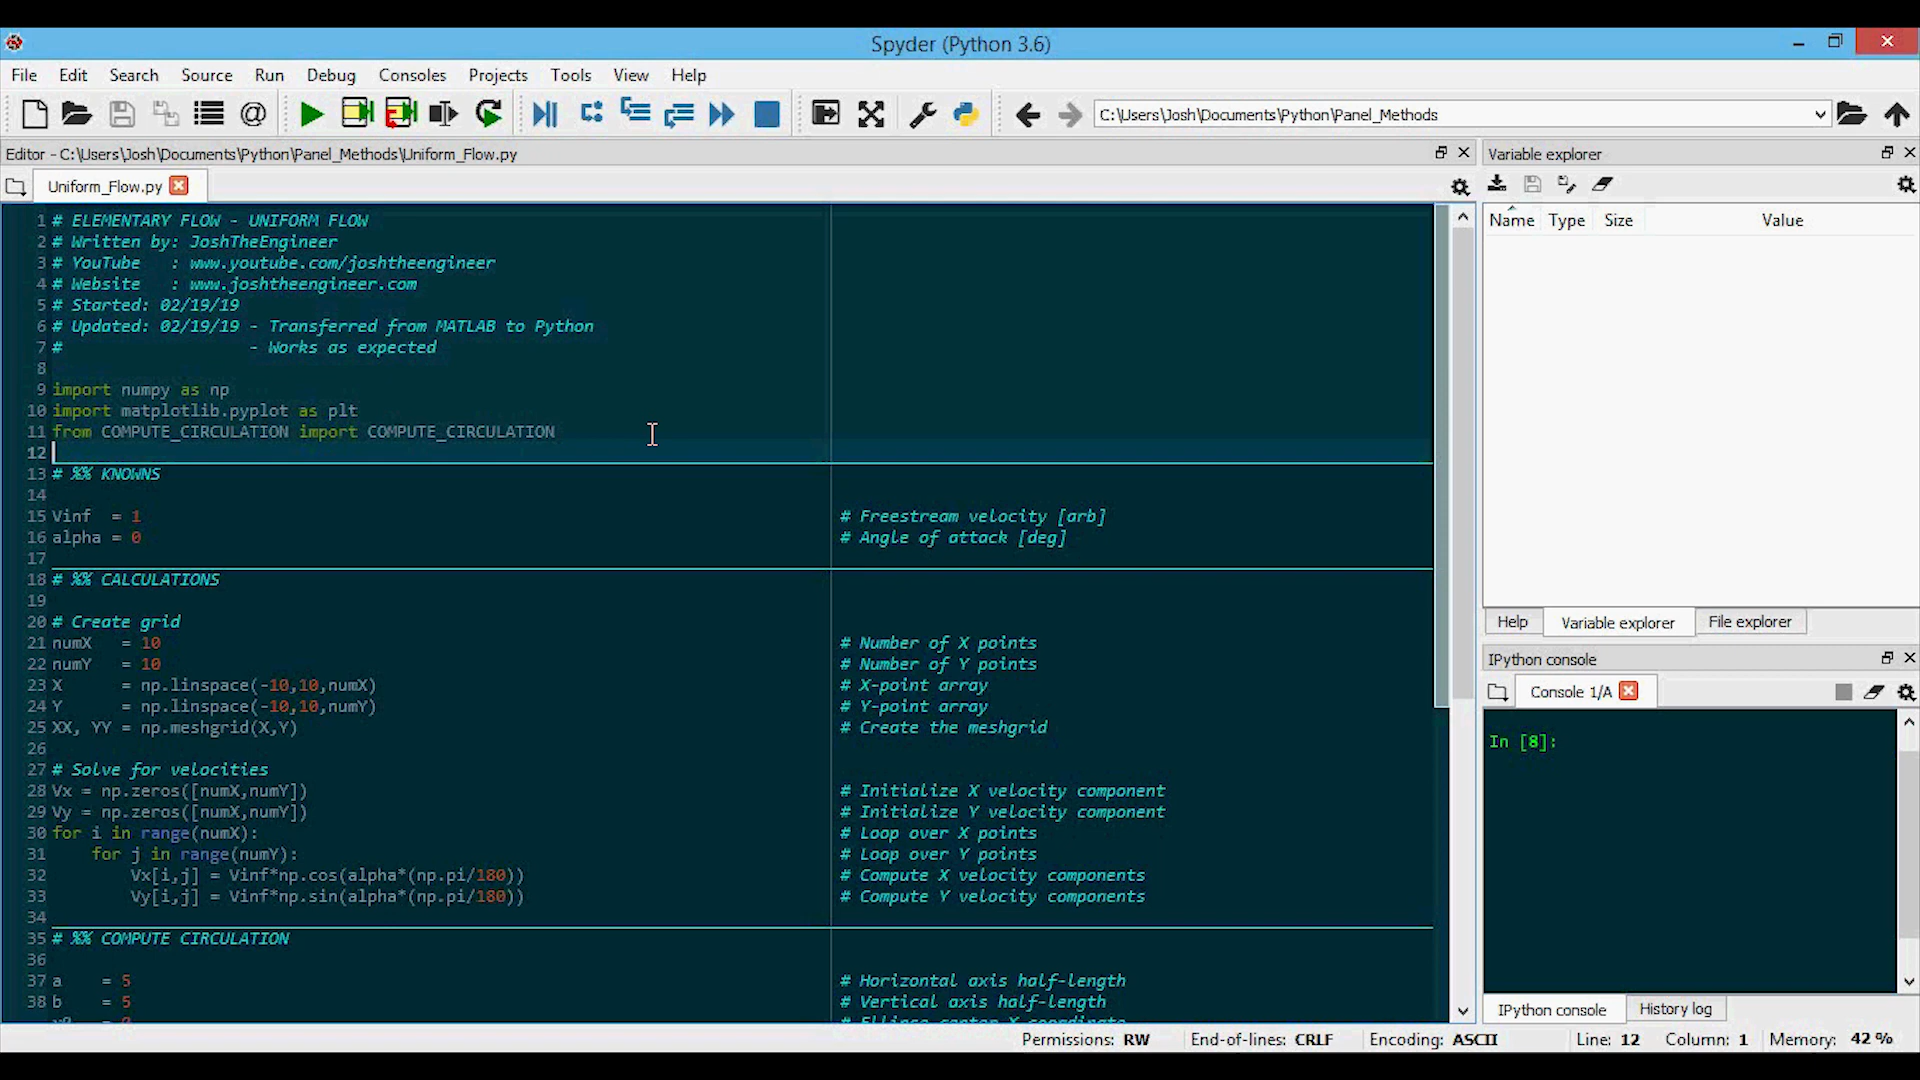 Spyder (Python 3.6)
File Edit Search Source Run Debug Consoles Projects Tools View Help
C:\Users\Josh\Documents\Python\Panel_Methods
Editor - C:\Users\Josh\Documents\Python\Panel_Methods\Uniform_Flow.py
Uniform_Flow.py
1 # ELEMENTARY FLOW - UNIFORM FLOW
2 # Written by: JoshTheEngineer
3 # YouTube   : www.youtube.com/joshtheengineer
4 # Website   : www.joshtheengineer.com
5 # Started: 02/19/19
6 # Updated: 02/19/19 - Transferred from MATLAB to Python
7 #                   - Works as expected
8
9 import numpy as np
10 import matplotlib.pyplot as plt
11 from COMPUTE_CIRCULATION import COMPUTE_CIRCULATION
12
13 # %% KNOWNS
14
15 Vinf  = 1 # Freestream velocity [arb]
16 alpha = 0 # Angle of attack [deg]
17
18 # %% CALCULATIONS
19
20 # Create grid
21 numX   = 10 # Number of X points
22 numY   = 10 # Number of Y points
23 X      = np.linspace(-10,10,numX) # X-point array
24 Y      = np.linspace(-10,10,numY) # Y-point array
25 XX, YY = np.meshgrid(X,Y) # Create the meshgrid
26
27 # Solve for velocities
28 Vx = np.zeros([numX,numY]) # Initialize X velocity component
29 Vy = np.zeros([numX,numY]) # Initialize Y velocity component
30 for i in range(numX): # Loop over X points
31     for j in range(numY): # Loop over Y points
32         Vx[i,j] = Vinf*np.cos(alpha*(np.pi/180)) # Compute X velocity components
33         Vy[i,j] = Vinf*np.sin(alpha*(np.pi/180)) # Compute Y velocity components
34
35 # %% COMPUTE CIRCULATION
36
37 a    = 5 # Horizontal axis half-length
38 b    = 5 # Vertical axis half-length
# Ellipse center X coordinate
Variable explorer
Name Type Size Value
Help Variable explorer File explorer
IPython console
Console 1/A
In [8]:
IPython console History log
Permissions: RW End-of-lines: CRLF Encoding: ASCII Line: 12 Column: 1 Memory: 42 %